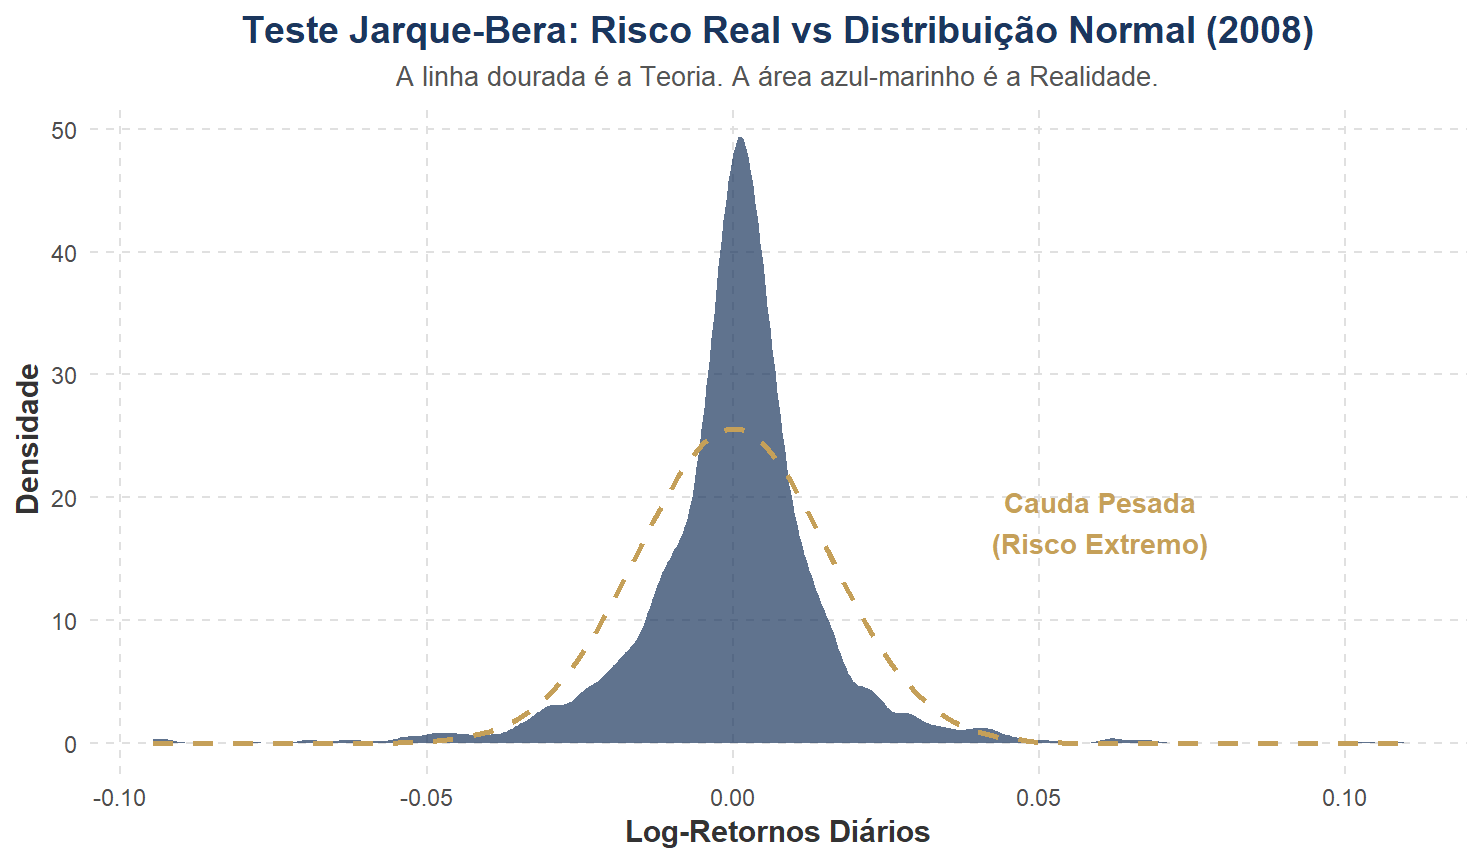 Teste Jarque-Bera: Risco Real vs Distribuição Normal (2008)
A linha dourada é a Teoria. A área azul-marinho é a Realidade.
50
40
30
20
10
0
Densidade
Cauda Pesada
(Risco Extremo)
-0.10
-0.05
0.00
0.05
0.10
Log-Retornos Diários